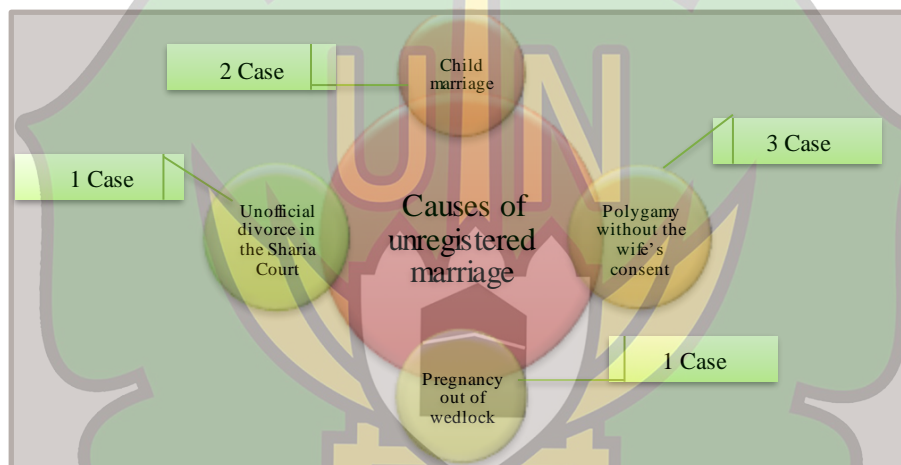 Child
marriage
2 Case
3 Case
1 Case
Unofficial
divorce in
the Sharia
Court
Causes of
unregistered
marriage
Polygamy
without the
wife's
consent
1 Case
Pregnancy
out of
wedlock
UIN